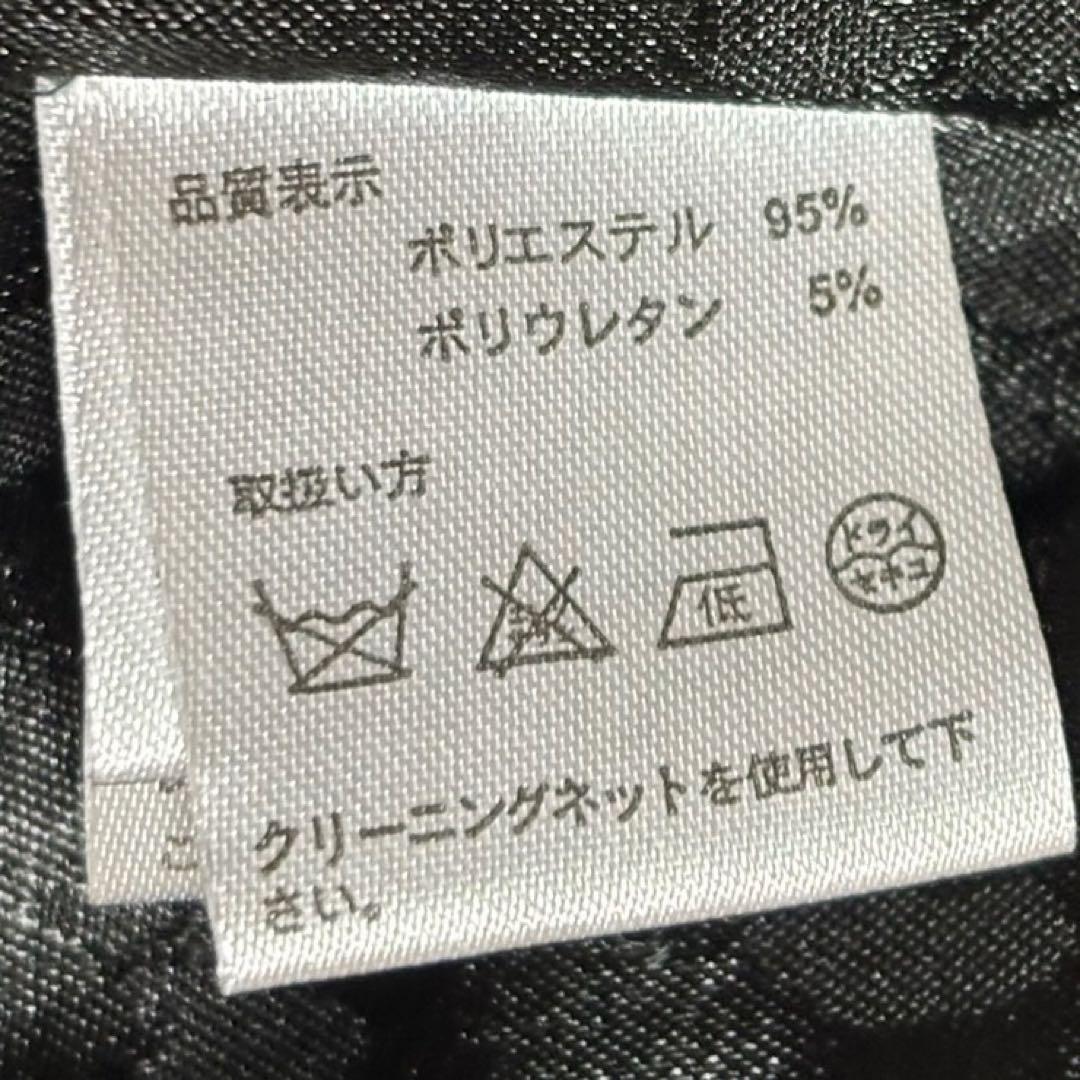 品質表示
ポリエステル 95%
ポリウレタン 5%
取扱い方
低
ドライ
セキユ
クリーニングネットを使用して下
さい。
こ